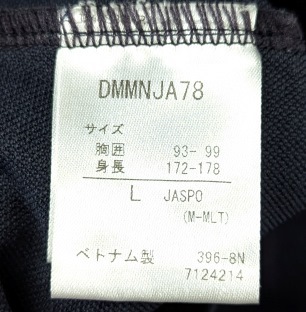 DMMNJA78
サイズ
胸囲 93- 99
身長 172-178
L JASPO
(M-MLT)
ベトナム製 396-8N
7124214